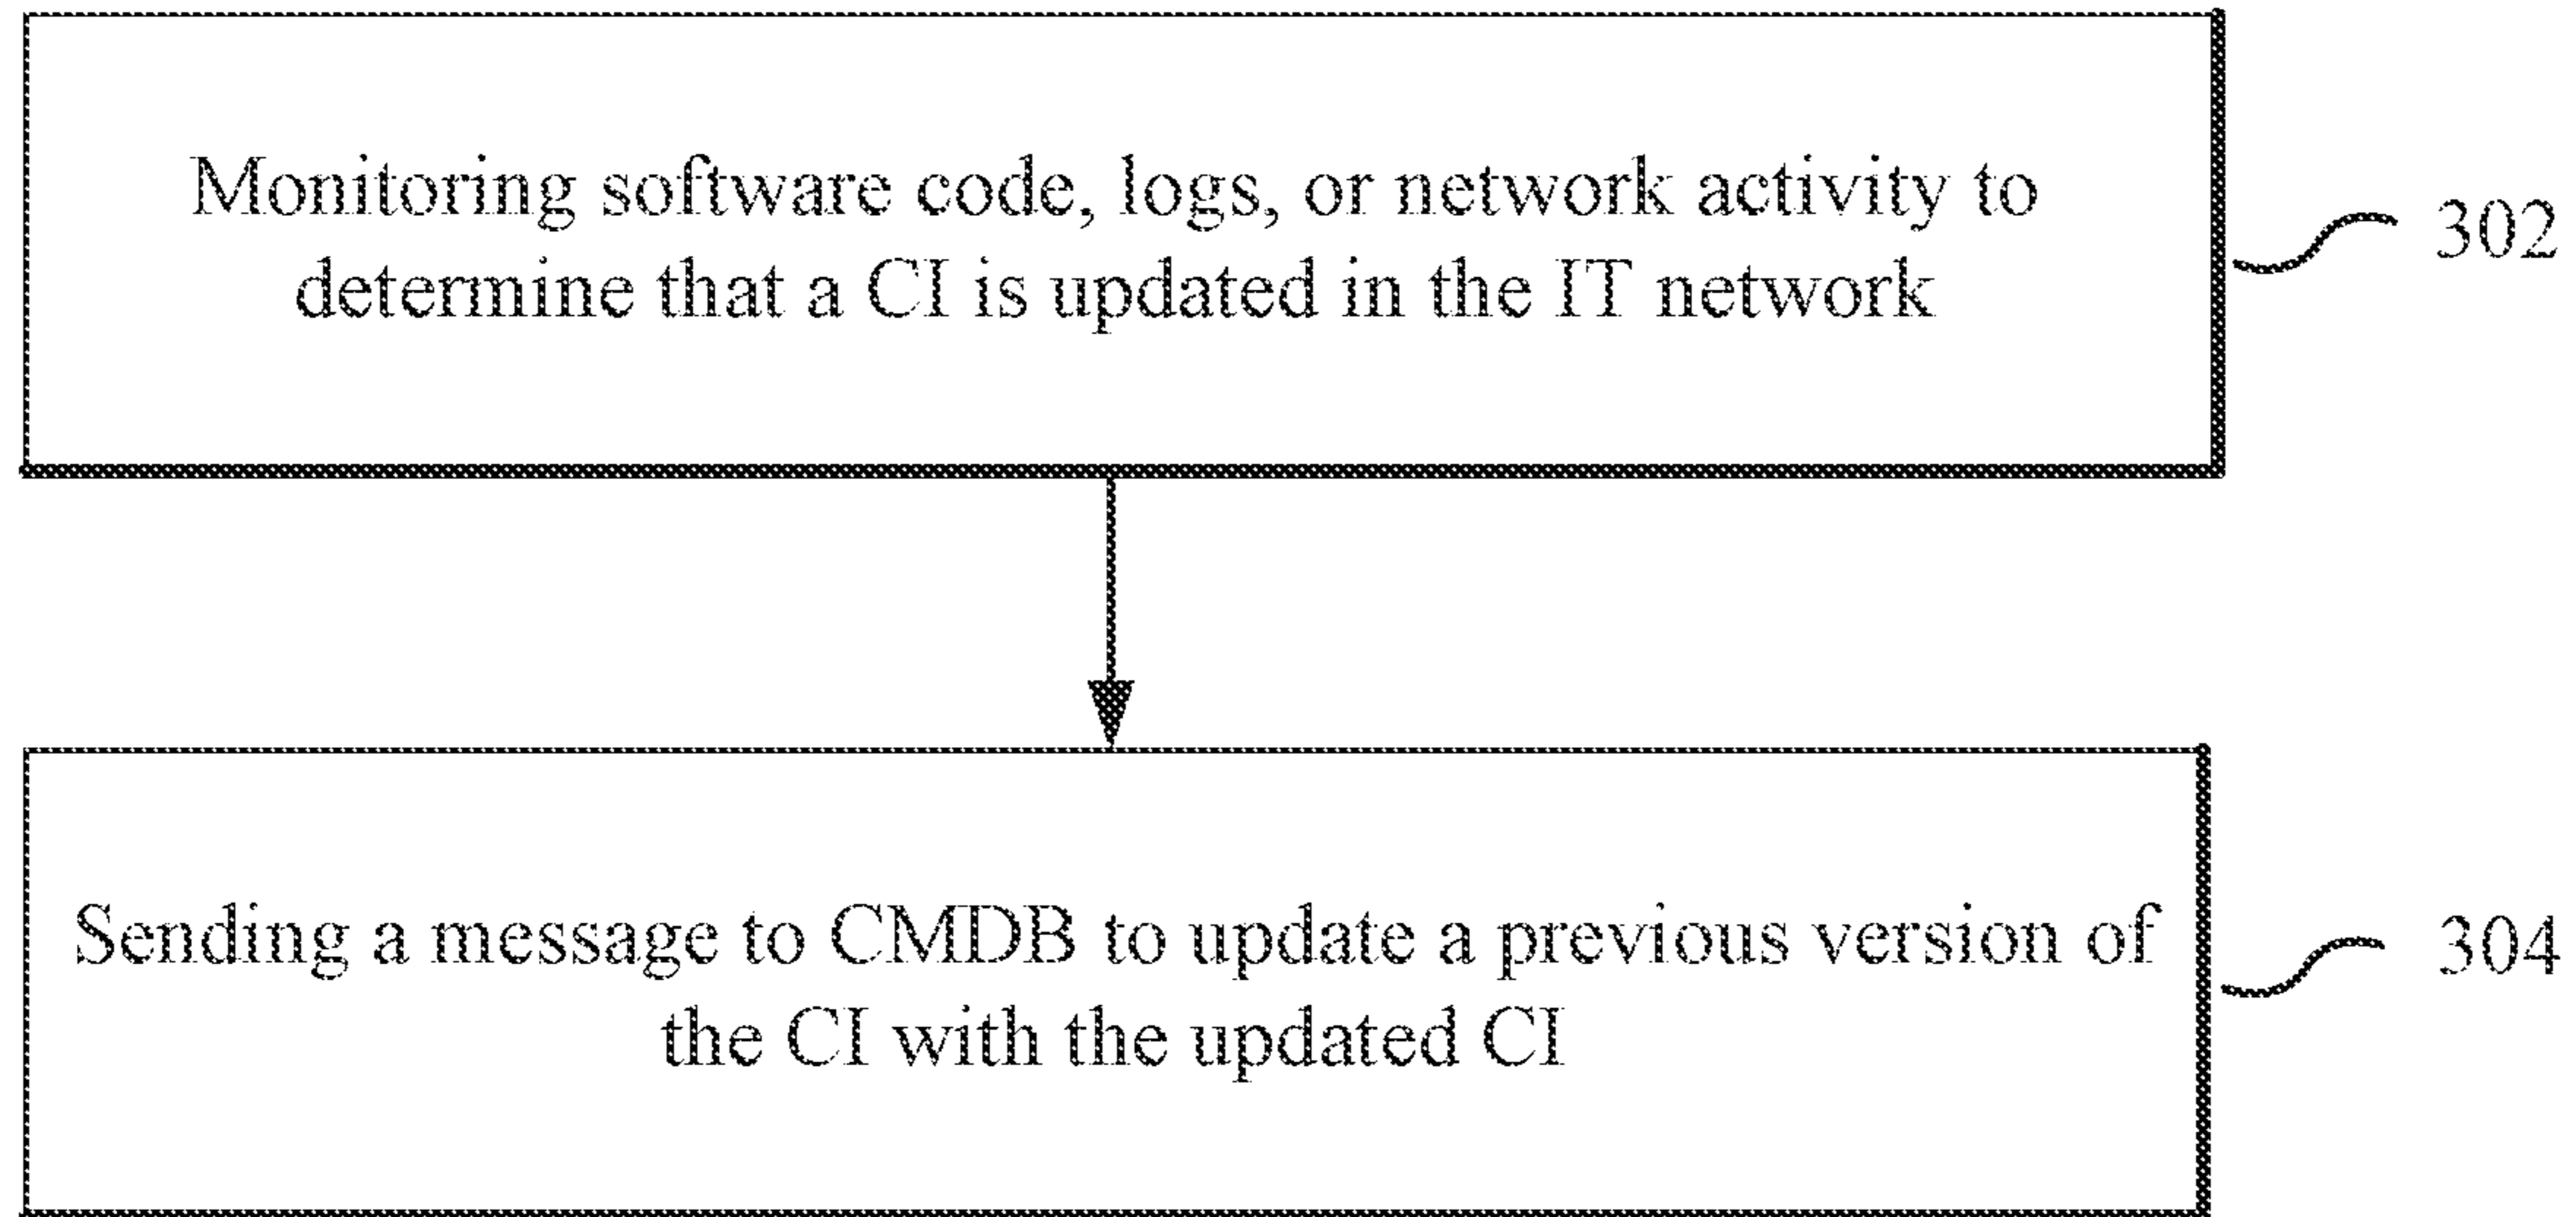 Monitoring software code, logs, or network activity to
determine that a CI is updated in the IT network
302
Sending a message to CMDB to update a previous version of
the CI with the updated CI
304